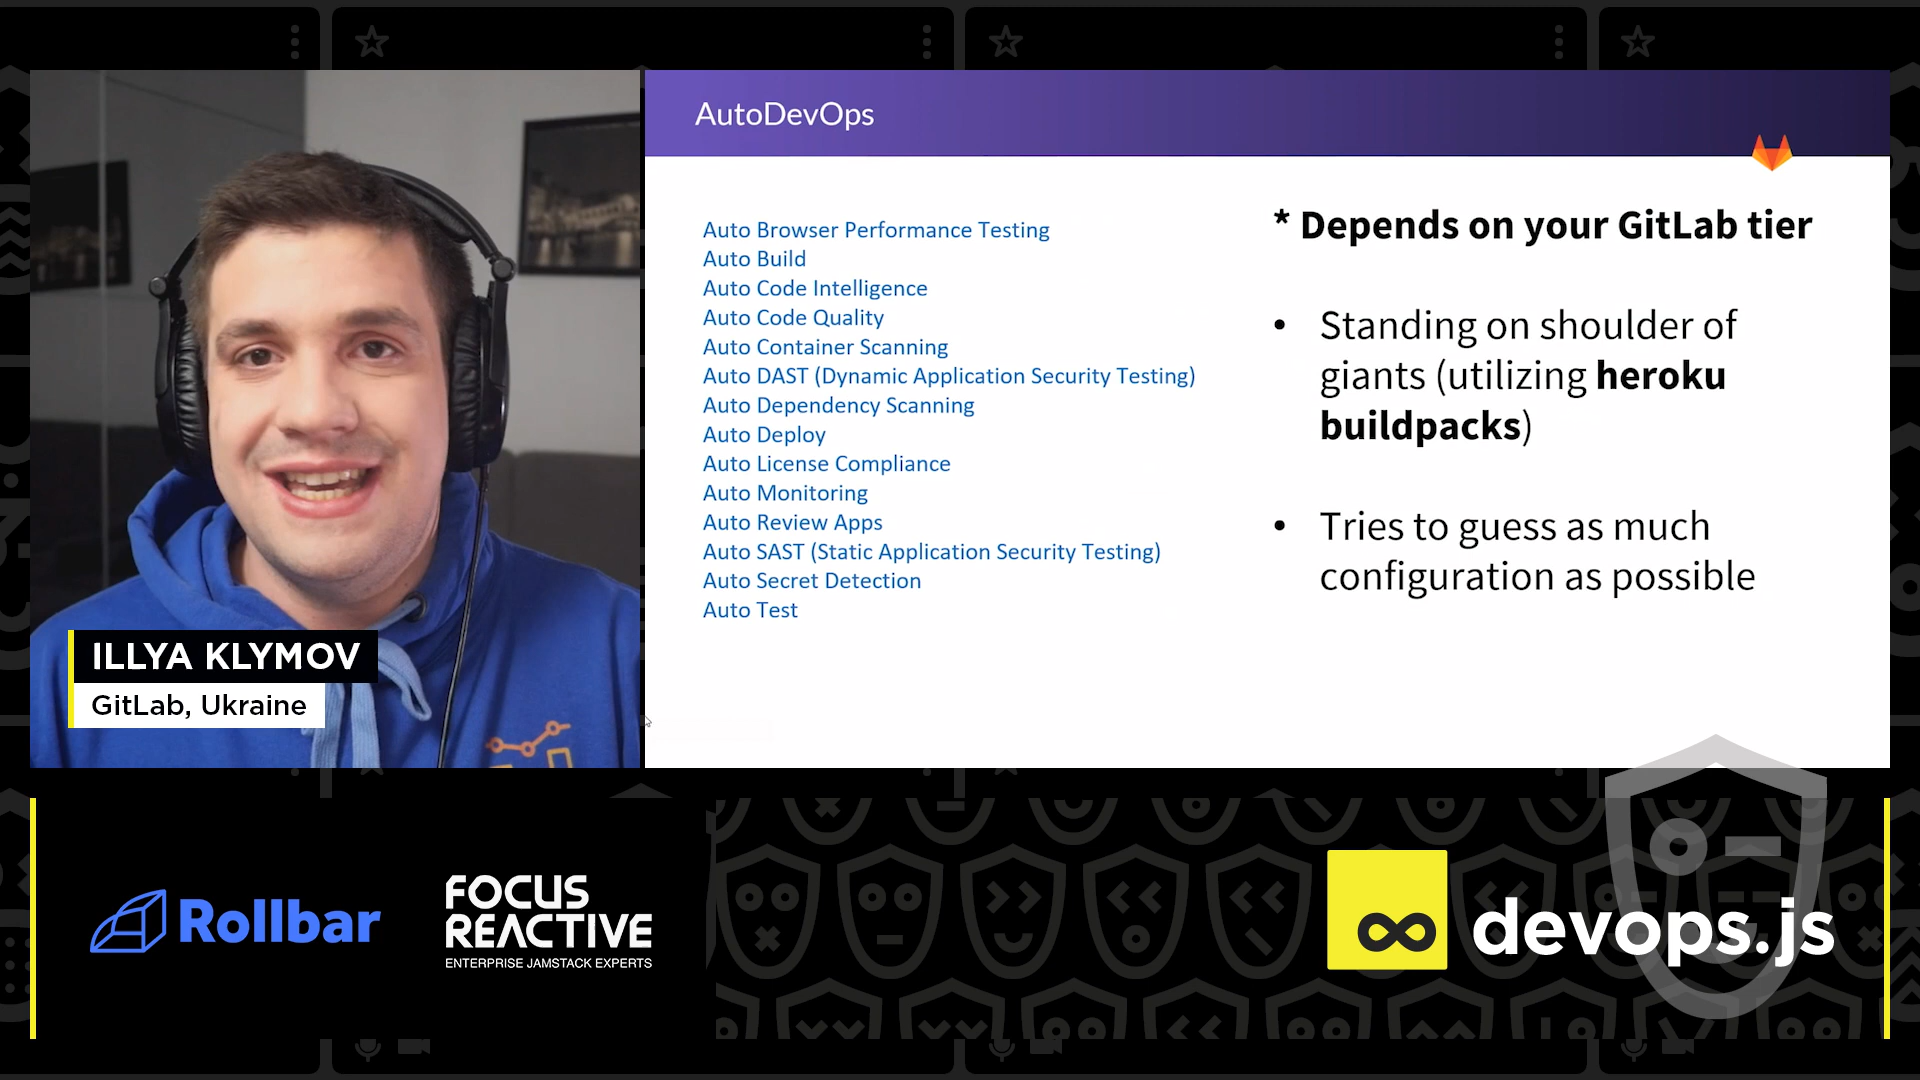 AutoDevOps
Auto Browser Performance Testing
Auto Build
Auto Code Intelligence
Auto Code Quality
Auto Container Scanning
Auto DAST (Dynamic Application Security Testing)
Auto Dependency Scanning
Auto Deploy
Auto License Compliance
Auto Monitoring
Auto Review Apps
Auto SAST (Static Application Security Testing)
Auto Secret Detection
Auto Test
* Depends on your GitLab tier
• Standing on shoulder of
giants (utilizing heroku
buildpacks)
• Tries to guess as much
configuration as possible
ILLYA KLYMOV
GitLab, Ukraine
Rollbar
FOCUS
REACTIVE
ENTERPRISE JAMSTACK EXPERTS
devops.js